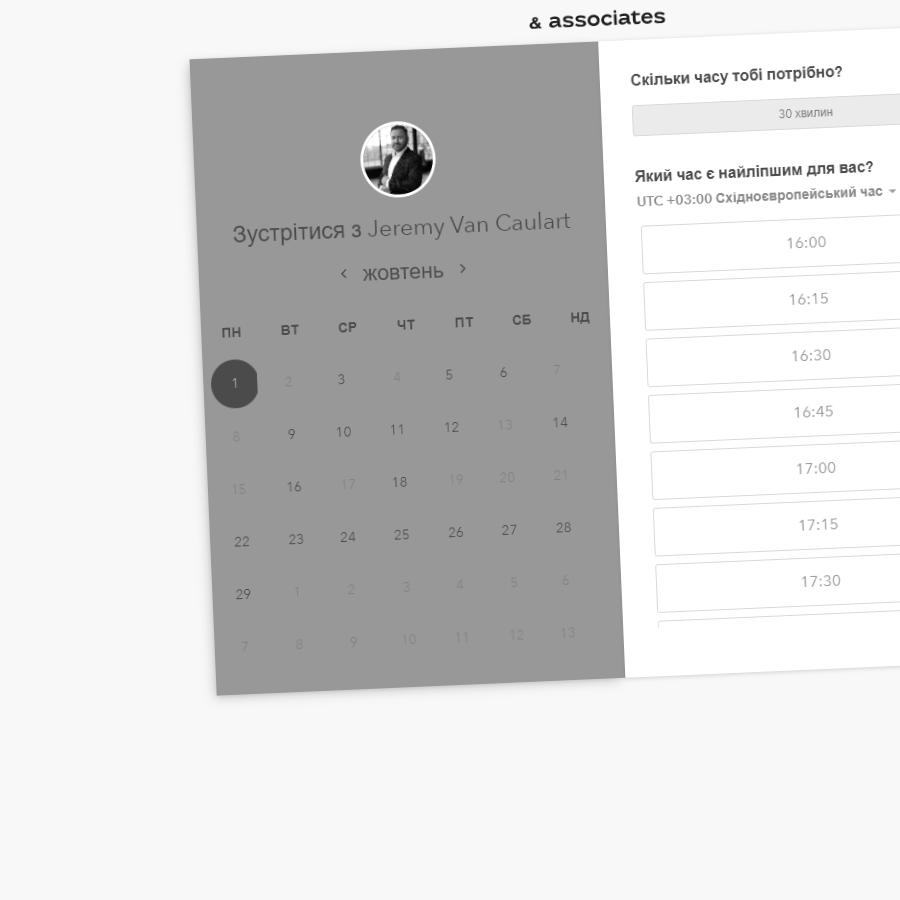 & associates
Зустрітися з Jeremy Van Caulart
жовтень
ПН ВТ СР ЧТ ПТ СБ НД
1 2 3 4 5 6 7
8 9 10 11 12 13 14
15 16 17 18 19 20 21
22 23 24 25 26 27 28
29 1 2 3 4 5 6
7 8 9 10 11 12 13
Скільки часу тобі потрібно?
30 хвилин
Який час є найліпшим для вас?
UTC +03:00 Східноєвропейський час
16:00
16:15
16:30
16:45
17:00
17:15
17:30